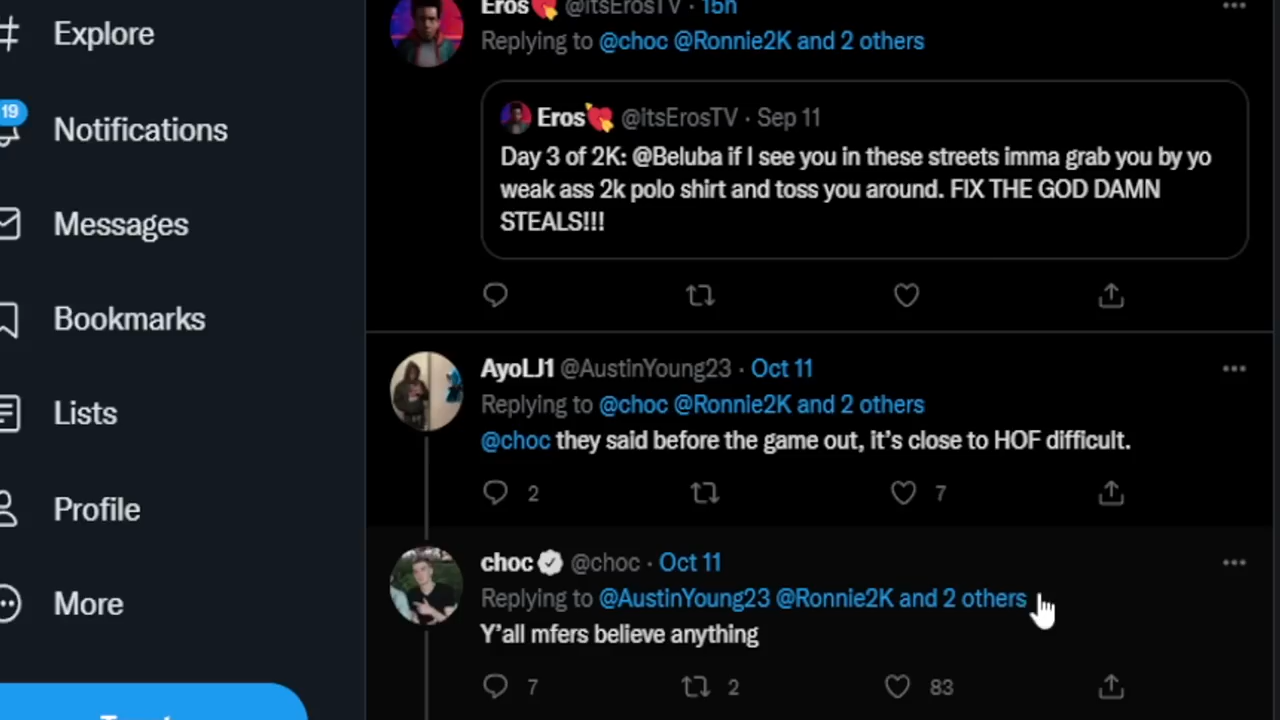 Explore
19
Notifications
Messages
Bookmarks
Lists
Profile
More
Eros @ItsErosTV · 15h
Replying to @choc @Ronnie2K and 2 others
Eros @ItsErosTV · Sep 11
Day 3 of 2K: @Beluba if I see you in these streets imma grab you by yo
weak ass 2k polo shirt and toss you around. FIX THE GOD DAMN
STEALS!!!
AyoLJ1 @AustinYoung23 · Oct 11
Replying to @choc @Ronnie2K and 2 others
@choc they said before the game out, it's close to HOF difficult.
2 7
choc @choc · Oct 11
Replying to @AustinYoung23 @Ronnie2K and 2 others
Y'all mfers believe anything
7 2 83